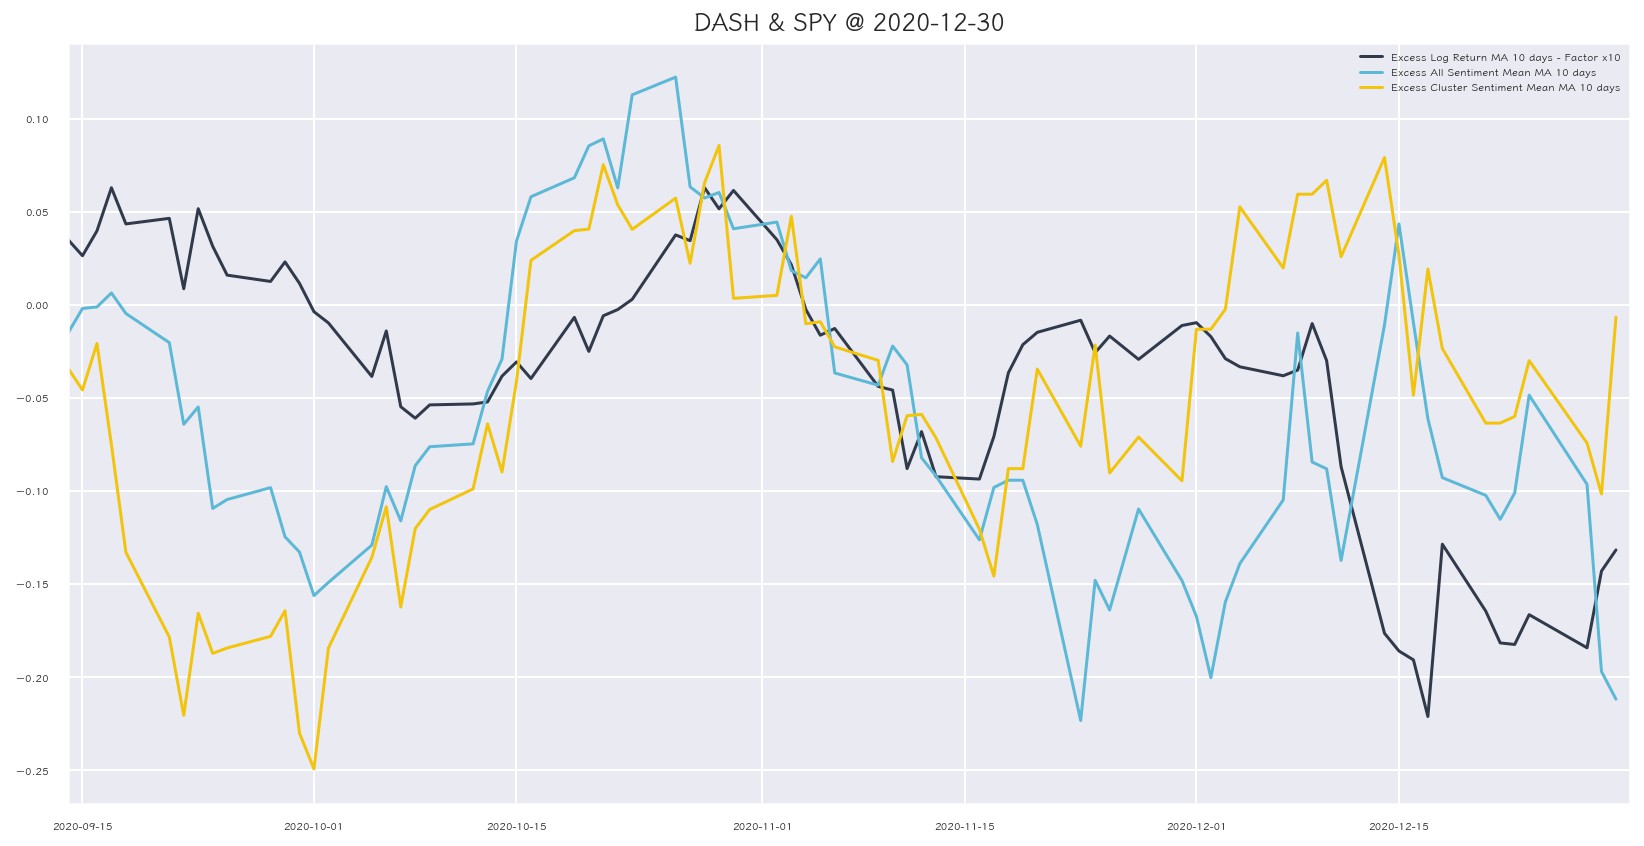 DASH & SPY @ 2020-12-30
Excess Log Return MA 10 days - Factor x10
Excess All Sentiment Mean MA 10 days
Excess Cluster Sentiment Mean MA 10 days
0.10
0.05
0.00
−0.05
−0.10
−0.15
−0.20
−0.25
2020-09-15 2020-10-01 2020-10-15 2020-11-01 2020-11-15 2020-12-01 2020-12-15